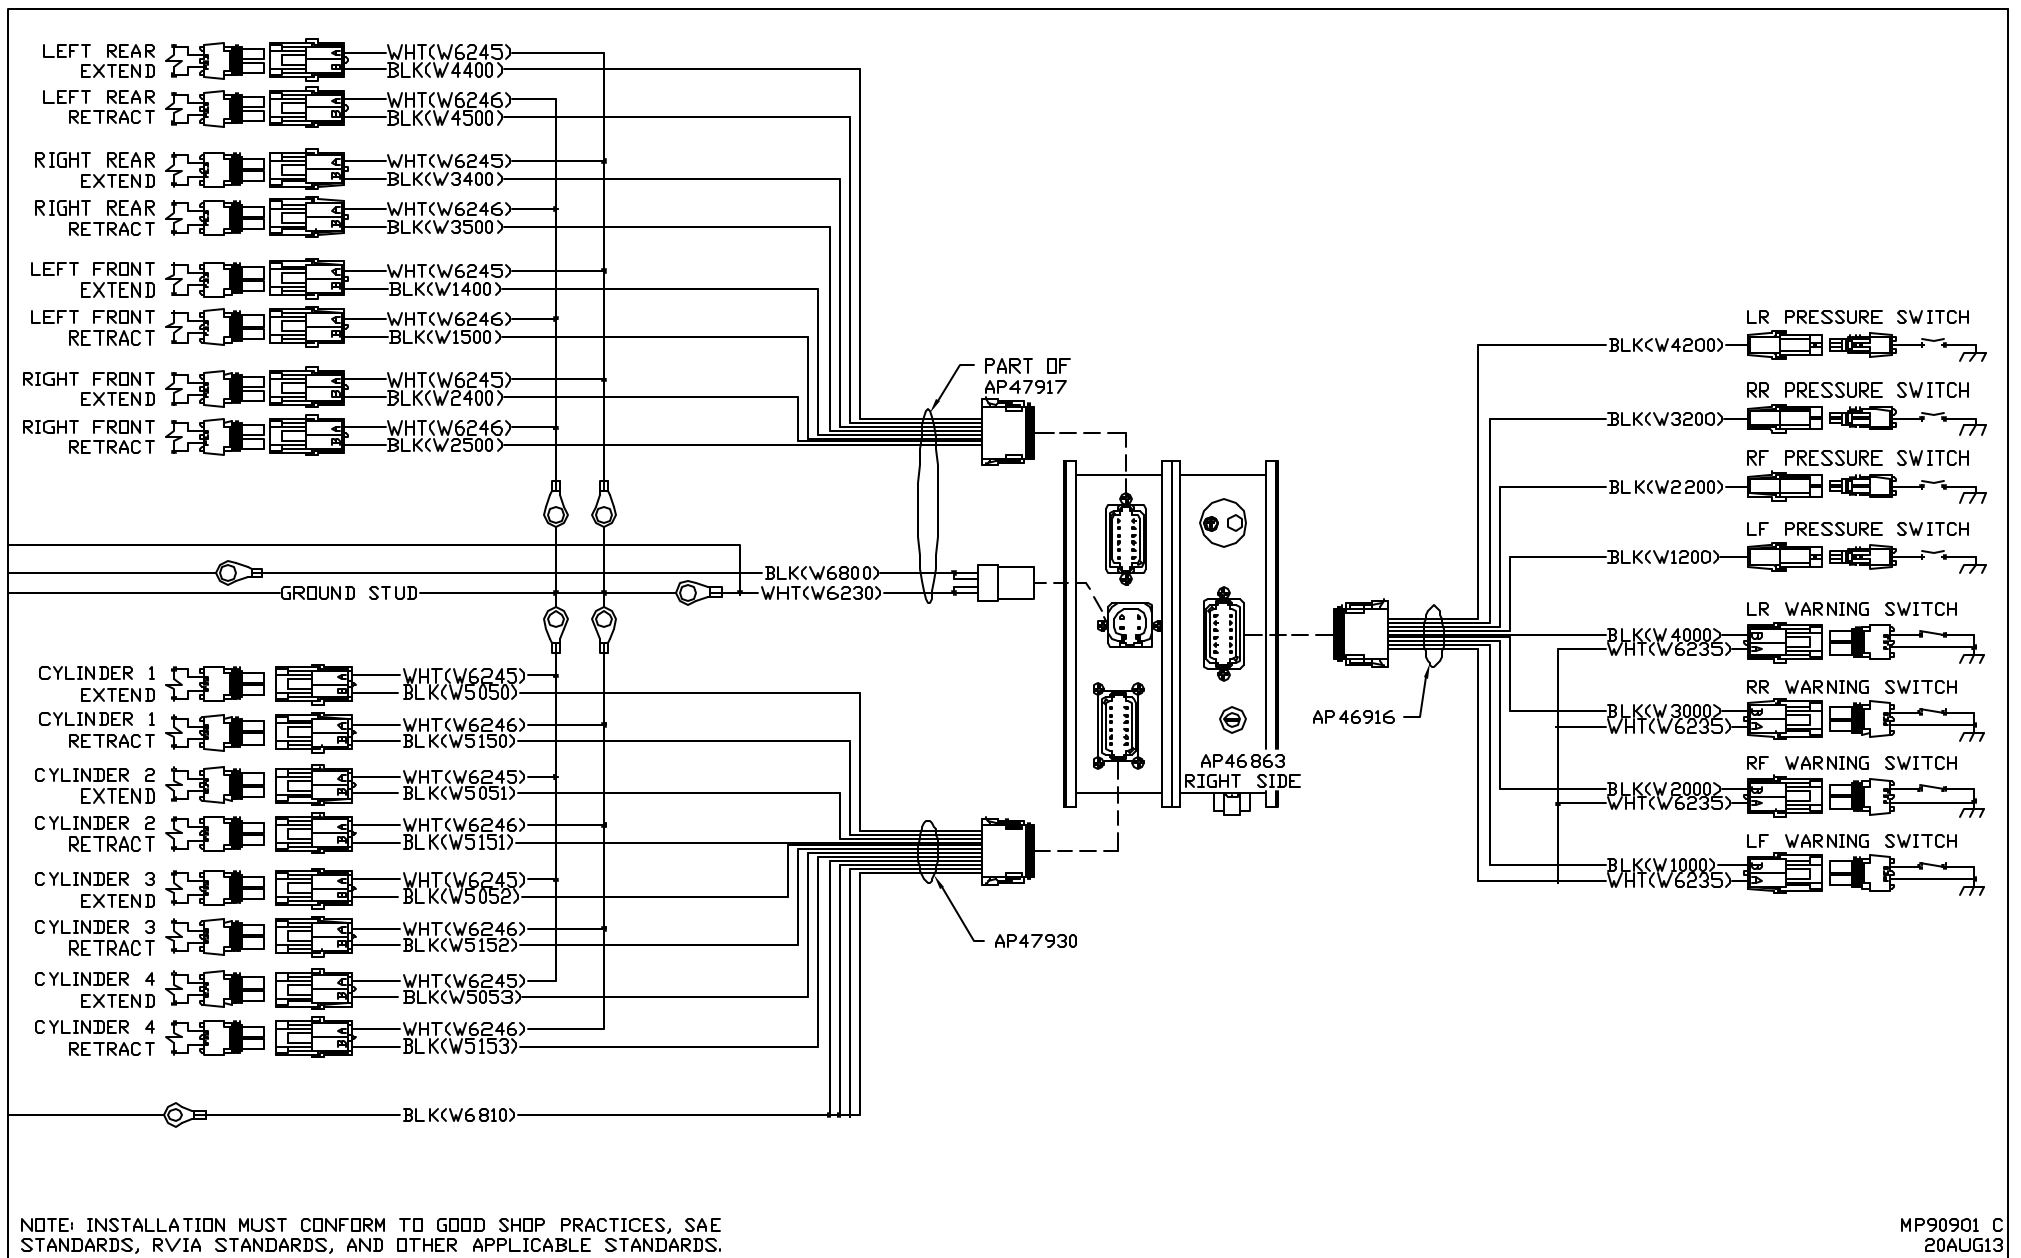 LEFT REAR
EXTEND
WHT(W6245)
BLK(W4400)
LEFT REAR
RETRACT
WHT(W6246)
BLK(W4500)
RIGHT REAR
EXTEND
WHT(W6245)
BLK(W3400)
RIGHT REAR
RETRACT
WHT(W6246)
BLK(W3500)
LEFT FRONT
EXTEND
WHT(W6245)
BLK(W1400)
LEFT FRONT
RETRACT
WHT(W6246)
BLK(W1500)
RIGHT FRONT
EXTEND
WHT(W6245)
BLK(W2400)
RIGHT FRONT
RETRACT
WHT(W6246)
BLK(W2500)
PART OF
AP47917
BLK(W6800)
WHT(W6230)
GROUND STUD
CYLINDER 1
EXTEND
WHT(W6245)
BLK(W5050)
CYLINDER 1
RETRACT
WHT(W6246)
BLK(W5150)
CYLINDER 2
EXTEND
WHT(W6245)
BLK(W5051)
CYLINDER 2
RETRACT
WHT(W6246)
BLK(W5151)
CYLINDER 3
EXTEND
WHT(W6245)
BLK(W5052)
CYLINDER 3
RETRACT
WHT(W6246)
BLK(W5152)
CYLINDER 4
EXTEND
WHT(W6245)
BLK(W5053)
CYLINDER 4
RETRACT
WHT(W6246)
BLK(W5153)
BLK(W6810)
AP47930
AP46863
RIGHT SIDE
AP46916
LR PRESSURE SWITCH
BLK(W4200)
RR PRESSURE SWITCH
BLK(W3200)
RF PRESSURE SWITCH
BLK(W2200)
LF PRESSURE SWITCH
BLK(W1200)
LR WARNING SWITCH
BLK(W4000)
WHT(W6235)
RR WARNING SWITCH
BLK(W3000)
WHT(W6235)
RF WARNING SWITCH
BLK(W2000)
WHT(W6235)
LF WARNING SWITCH
BLK(W1000)
WHT(W6235)
NOTE: INSTALLATION MUST CONFORM TO GOOD SHOP PRACTICES, SAE
STANDARDS, RVIA STANDARDS, AND OTHER APPLICABLE STANDARDS.
MP90901 C
20AUG13